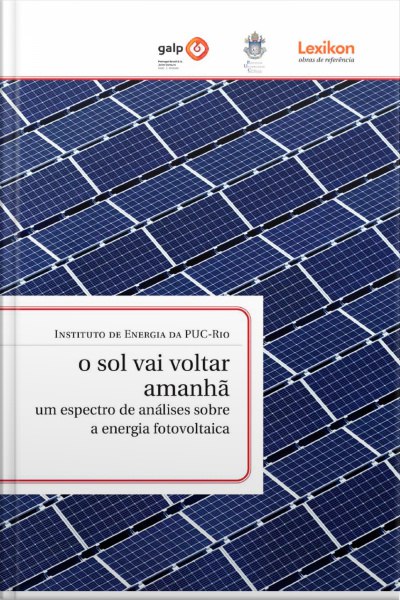 galp
Lexikon
obras de referência
Instituto de Energia da PUC-Rio
o sol vai voltar
amanhã
um espectro de análises sobre
a energia fotovoltaica